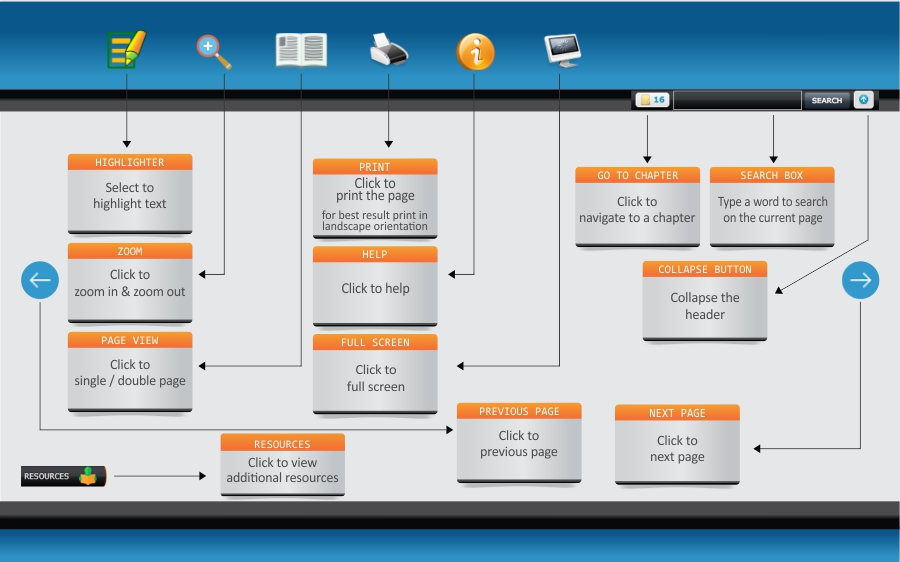 16
SEARCH
HIGHLIGHTER
Select to
highlight text
PRINT
Click to
print the page
for best result print in
landscape orientation
GO TO CHAPTER
Click to
navigate to a chapter
SEARCH BOX
Type a word to search
on the current page
ZOOM
Click to
zoom in & zoom out
HELP
Click to help
COLLAPSE BUTTON
Collapse the
header
PAGE VIEW
Click to
single / double page
FULL SCREEN
Click to
full screen
PREVIOUS PAGE
Click to
previous page
NEXT PAGE
Click to
next page
RESOURCES
Click to view
additional resources
RESOURCES